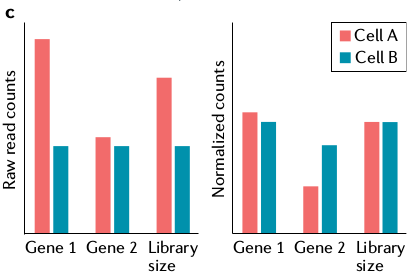 c
Raw read counts
Gene 1 Gene 2 Library
size
Normalized counts
Cell A
Cell B
Gene 1 Gene 2 Library
size